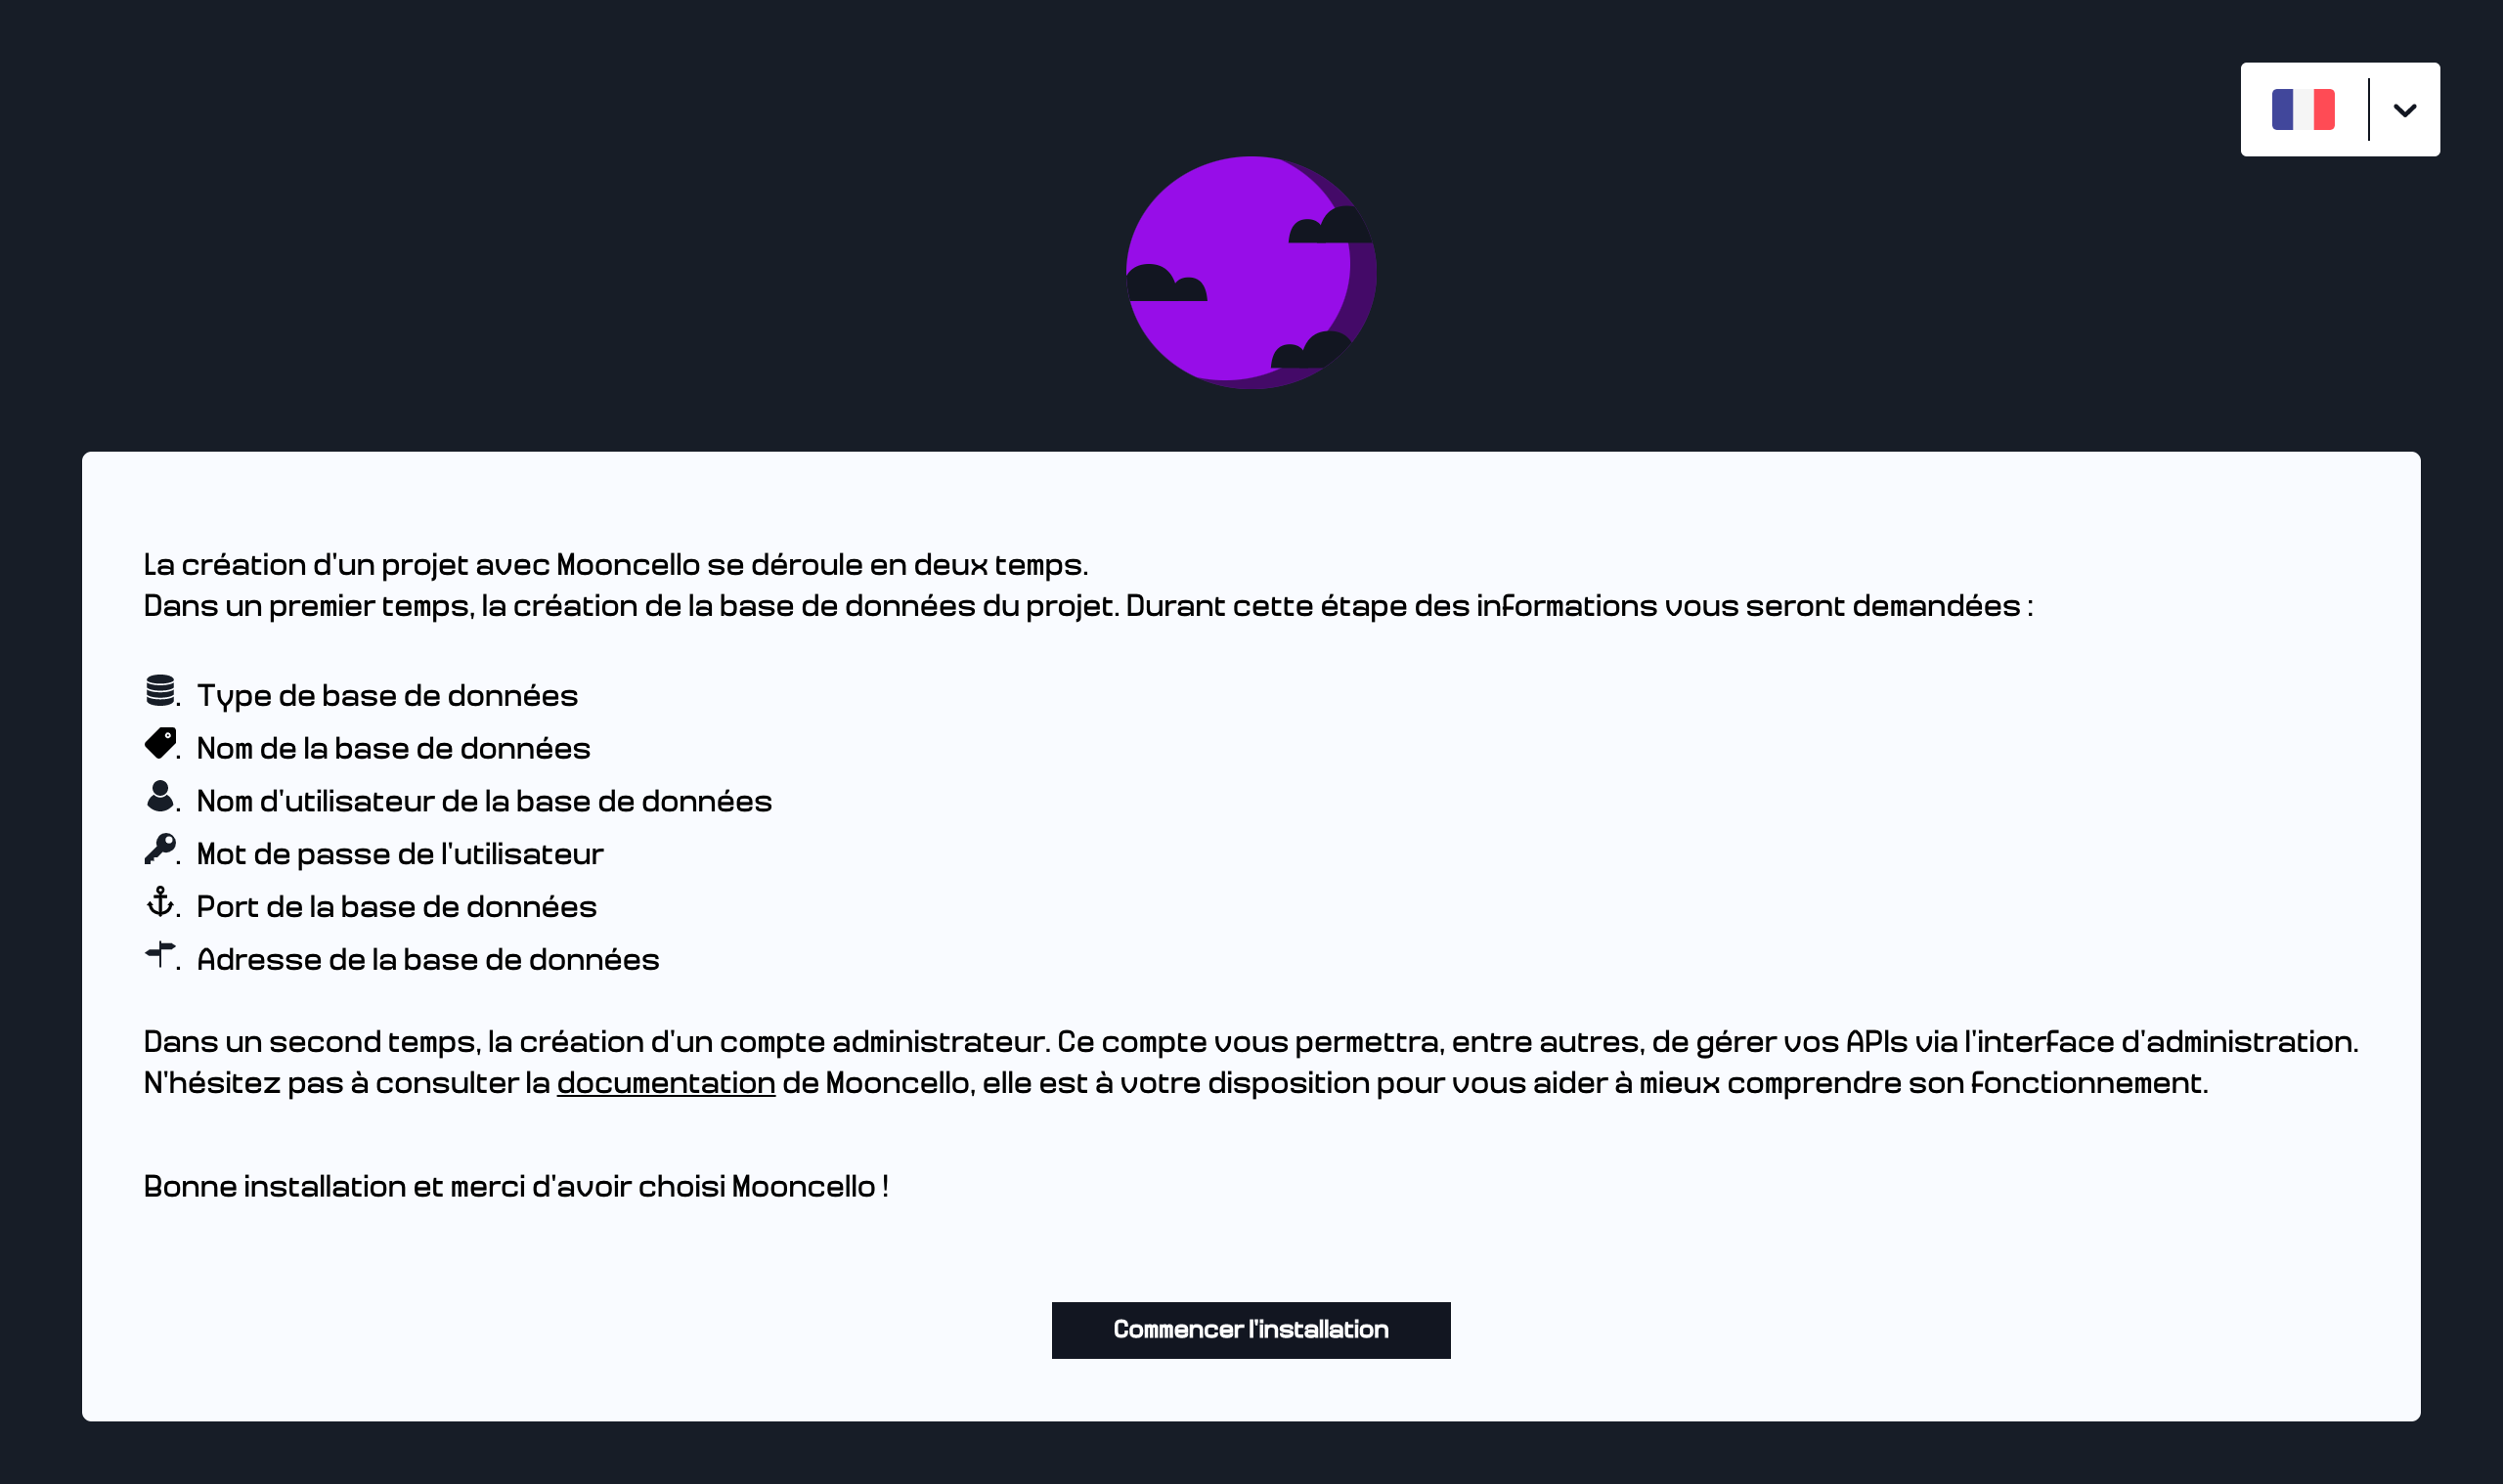 La création d'un projet avec Mooncello se déroule en deux temps.
Dans un premier temps, la création de la base de données du projet. Durant cette étape des informations vous seront demandées :
. Type de base de données
. Nom de la base de données
. Nom d'utilisateur de la base de données
. Mot de passe de l'utilisateur
. Port de la base de données
. Adresse de la base de données
Dans un second temps, la création d'un compte administrateur. Ce compte vous permettra, entre autres, de gérer vos APIs via l'interface d'administration.
N'hésitez pas à consulter la documentation de Mooncello, elle est à votre disposition pour vous aider à mieux comprendre son fonctionnement.
Bonne installation et merci d'avoir choisi Mooncello !
Commencer l'installation